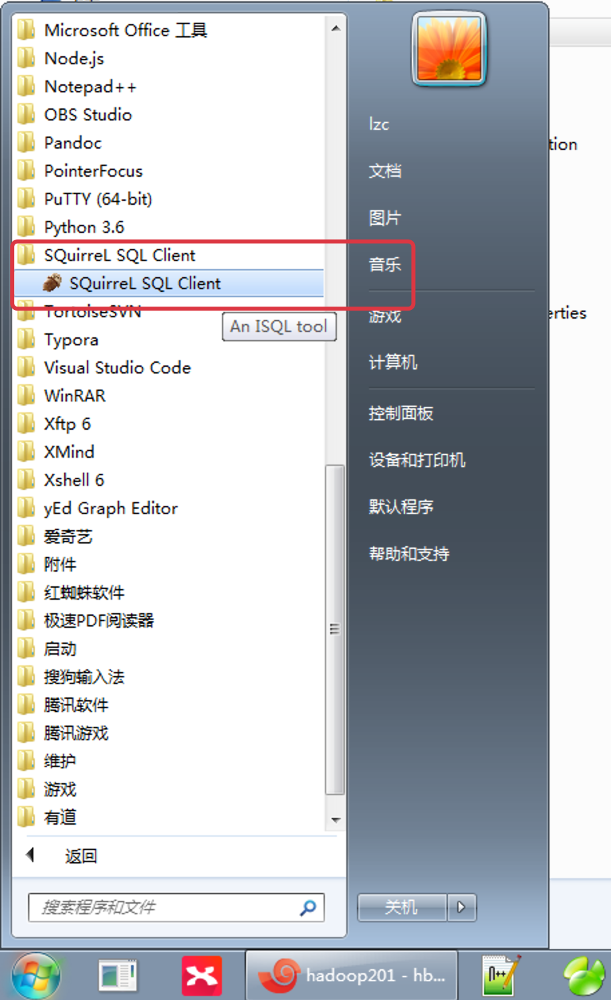 Microsoft Office 工具
Node.js
Notepad++
OBS Studio
Pandoc
PointerFocus
PuTTY (64-bit)
Python 3.6
SQuirreL SQL Client
SQuirreL SQL Client
TortoiseSVN
An ISQL tool
Typora
Visual Studio Code
WinRAR
Xftp 6
XMind
Xshell 6
yEd Graph Editor
爱奇艺
附件
红蜘蛛软件
极速PDF阅读器
启动
搜狗输入法
腾讯软件
腾讯游戏
维护
游戏
有道
返回
搜索程序和文件
lzc
文档
图片
音乐
游戏
计算机
控制面板
设备和打印机
默认程序
帮助和支持
关机
tion
erties
hadoop201 - hb...
n++